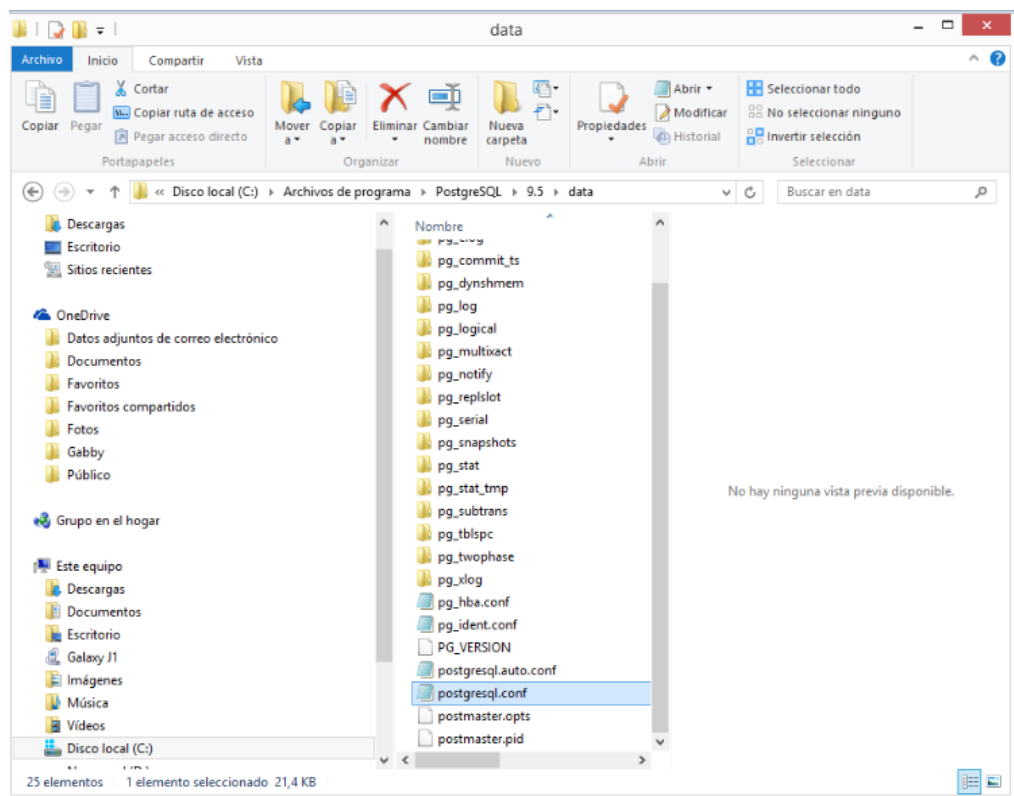 data
Archivo Inicio Compartir Vista
Copiar
Pegar
Cortar
Copiar ruta de acceso
Pegar acceso directo
Portapapeles
Mover a
Copiar a
Eliminar
Cambiar nombre
Organizar
Nueva carpeta
Nuevo
Propiedades
Abrir
Modificar
Historial
Abrir
Seleccionar todo
No seleccionar ninguno
Invertir selección
Seleccionar
« Disco local (C:) Archivos de programa PostgreSQL 9.5 data
Buscar en data
Descargas
Escritorio
Sitios recientes
OneDrive
Datos adjuntos de correo electrónico
Documentos
Favoritos
Favoritos compartidos
Fotos
Gabby
Público
Grupo en el hogar
Este equipo
Descargas
Documentos
Escritorio
Galaxy J1
Imágenes
Música
Vídeos
Disco local (C:)
Nombre
pg_clog
pg_commit_ts
pg_dynshmem
pg_log
pg_logical
pg_multixact
pg_notify
pg_replslot
pg_serial
pg_snapshots
pg_stat
pg_stat_tmp
pg_subtrans
pg_tblspc
pg_twophase
pg_xlog
pg_hba.conf
pg_ident.conf
PG_VERSION
postgresql.auto.conf
postgresql.conf
postmaster.opts
postmaster.pid
No hay ninguna vista previa disponible.
25 elementos 1 elemento seleccionado 21,4 KB